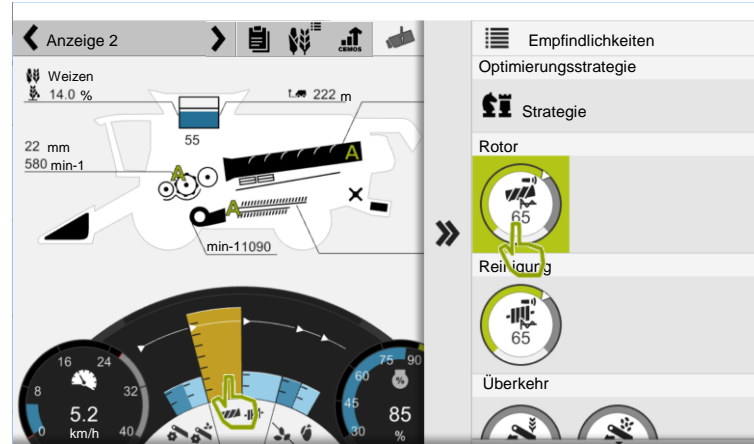 Anzeige 2
CEMOS
Weizen
14.0 %
222 m
55
22 mm
580 min-1
A
A
A
min-11090
8
16
24
32
0
40
5.2
km/h
30
45
60
75
90
%
85
%
Empfindlichkeiten
Optimierungsstrategie
Strategie
Rotor
65
Reinigung
65
Überkehr